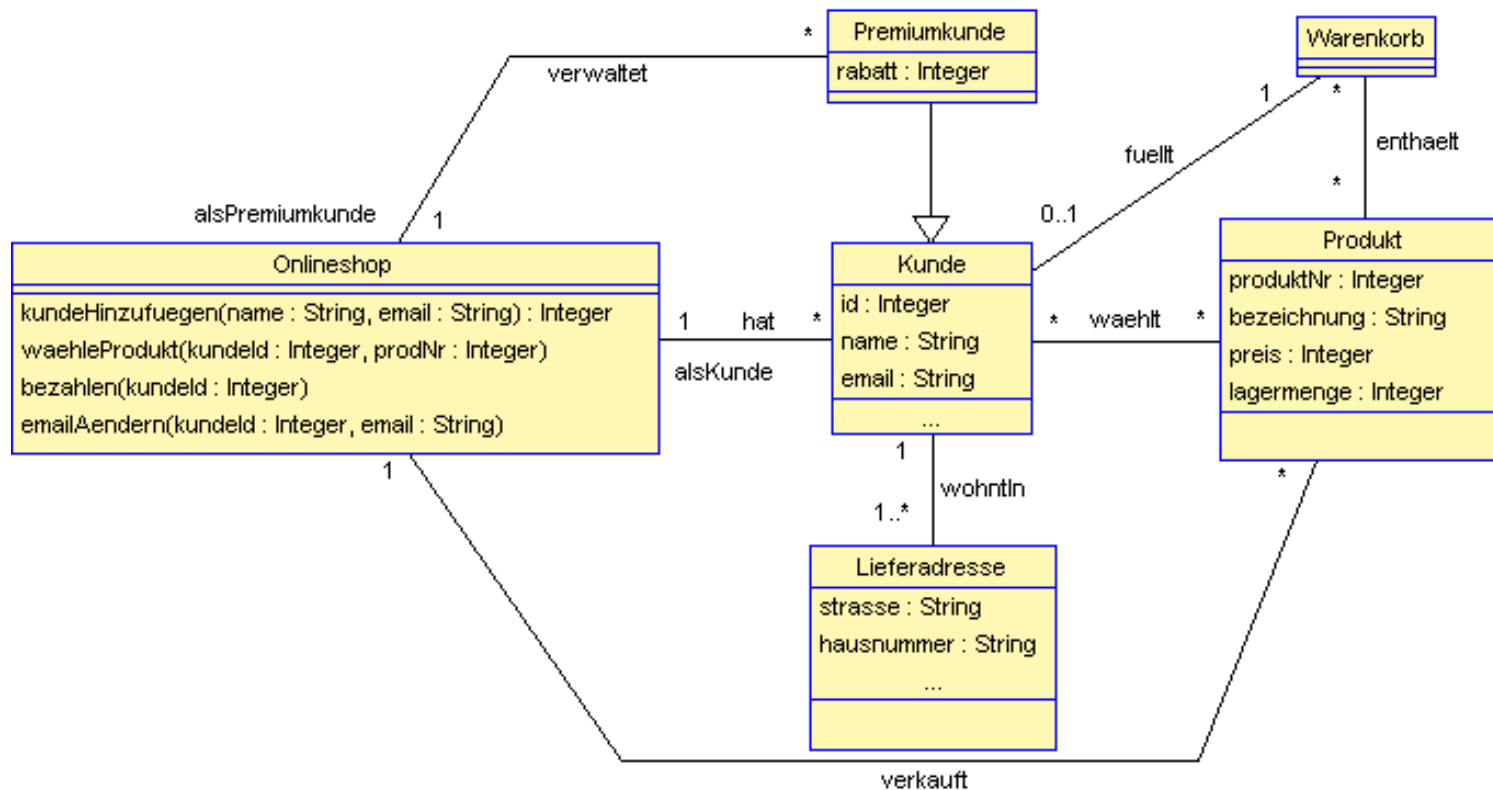 Premiumkunde
rabatt : Integer
Warenkorb
*
verwaltet
1
*
enthaelt
fuellt
*
0..1
alsPremiumkunde
1
Onlineshop
kundeHinzufuegen(name : String, email : String) : Integer
waehleProdukt(kundeId : Integer, prodNr : Integer)
bezahlen(kundeId : Integer)
emailAendern(kundeId : Integer, email : String)
1
hat
*
alsKunde
Kunde
id : Integer
name : String
email : String
...
*
waehlt
*
Produkt
produktNr : Integer
bezeichnung : String
preis : Integer
lagermenge : Integer
1
1
wohntIn
1..*
*
Lieferadresse
strasse : String
hausnummer : String
...
verkauft